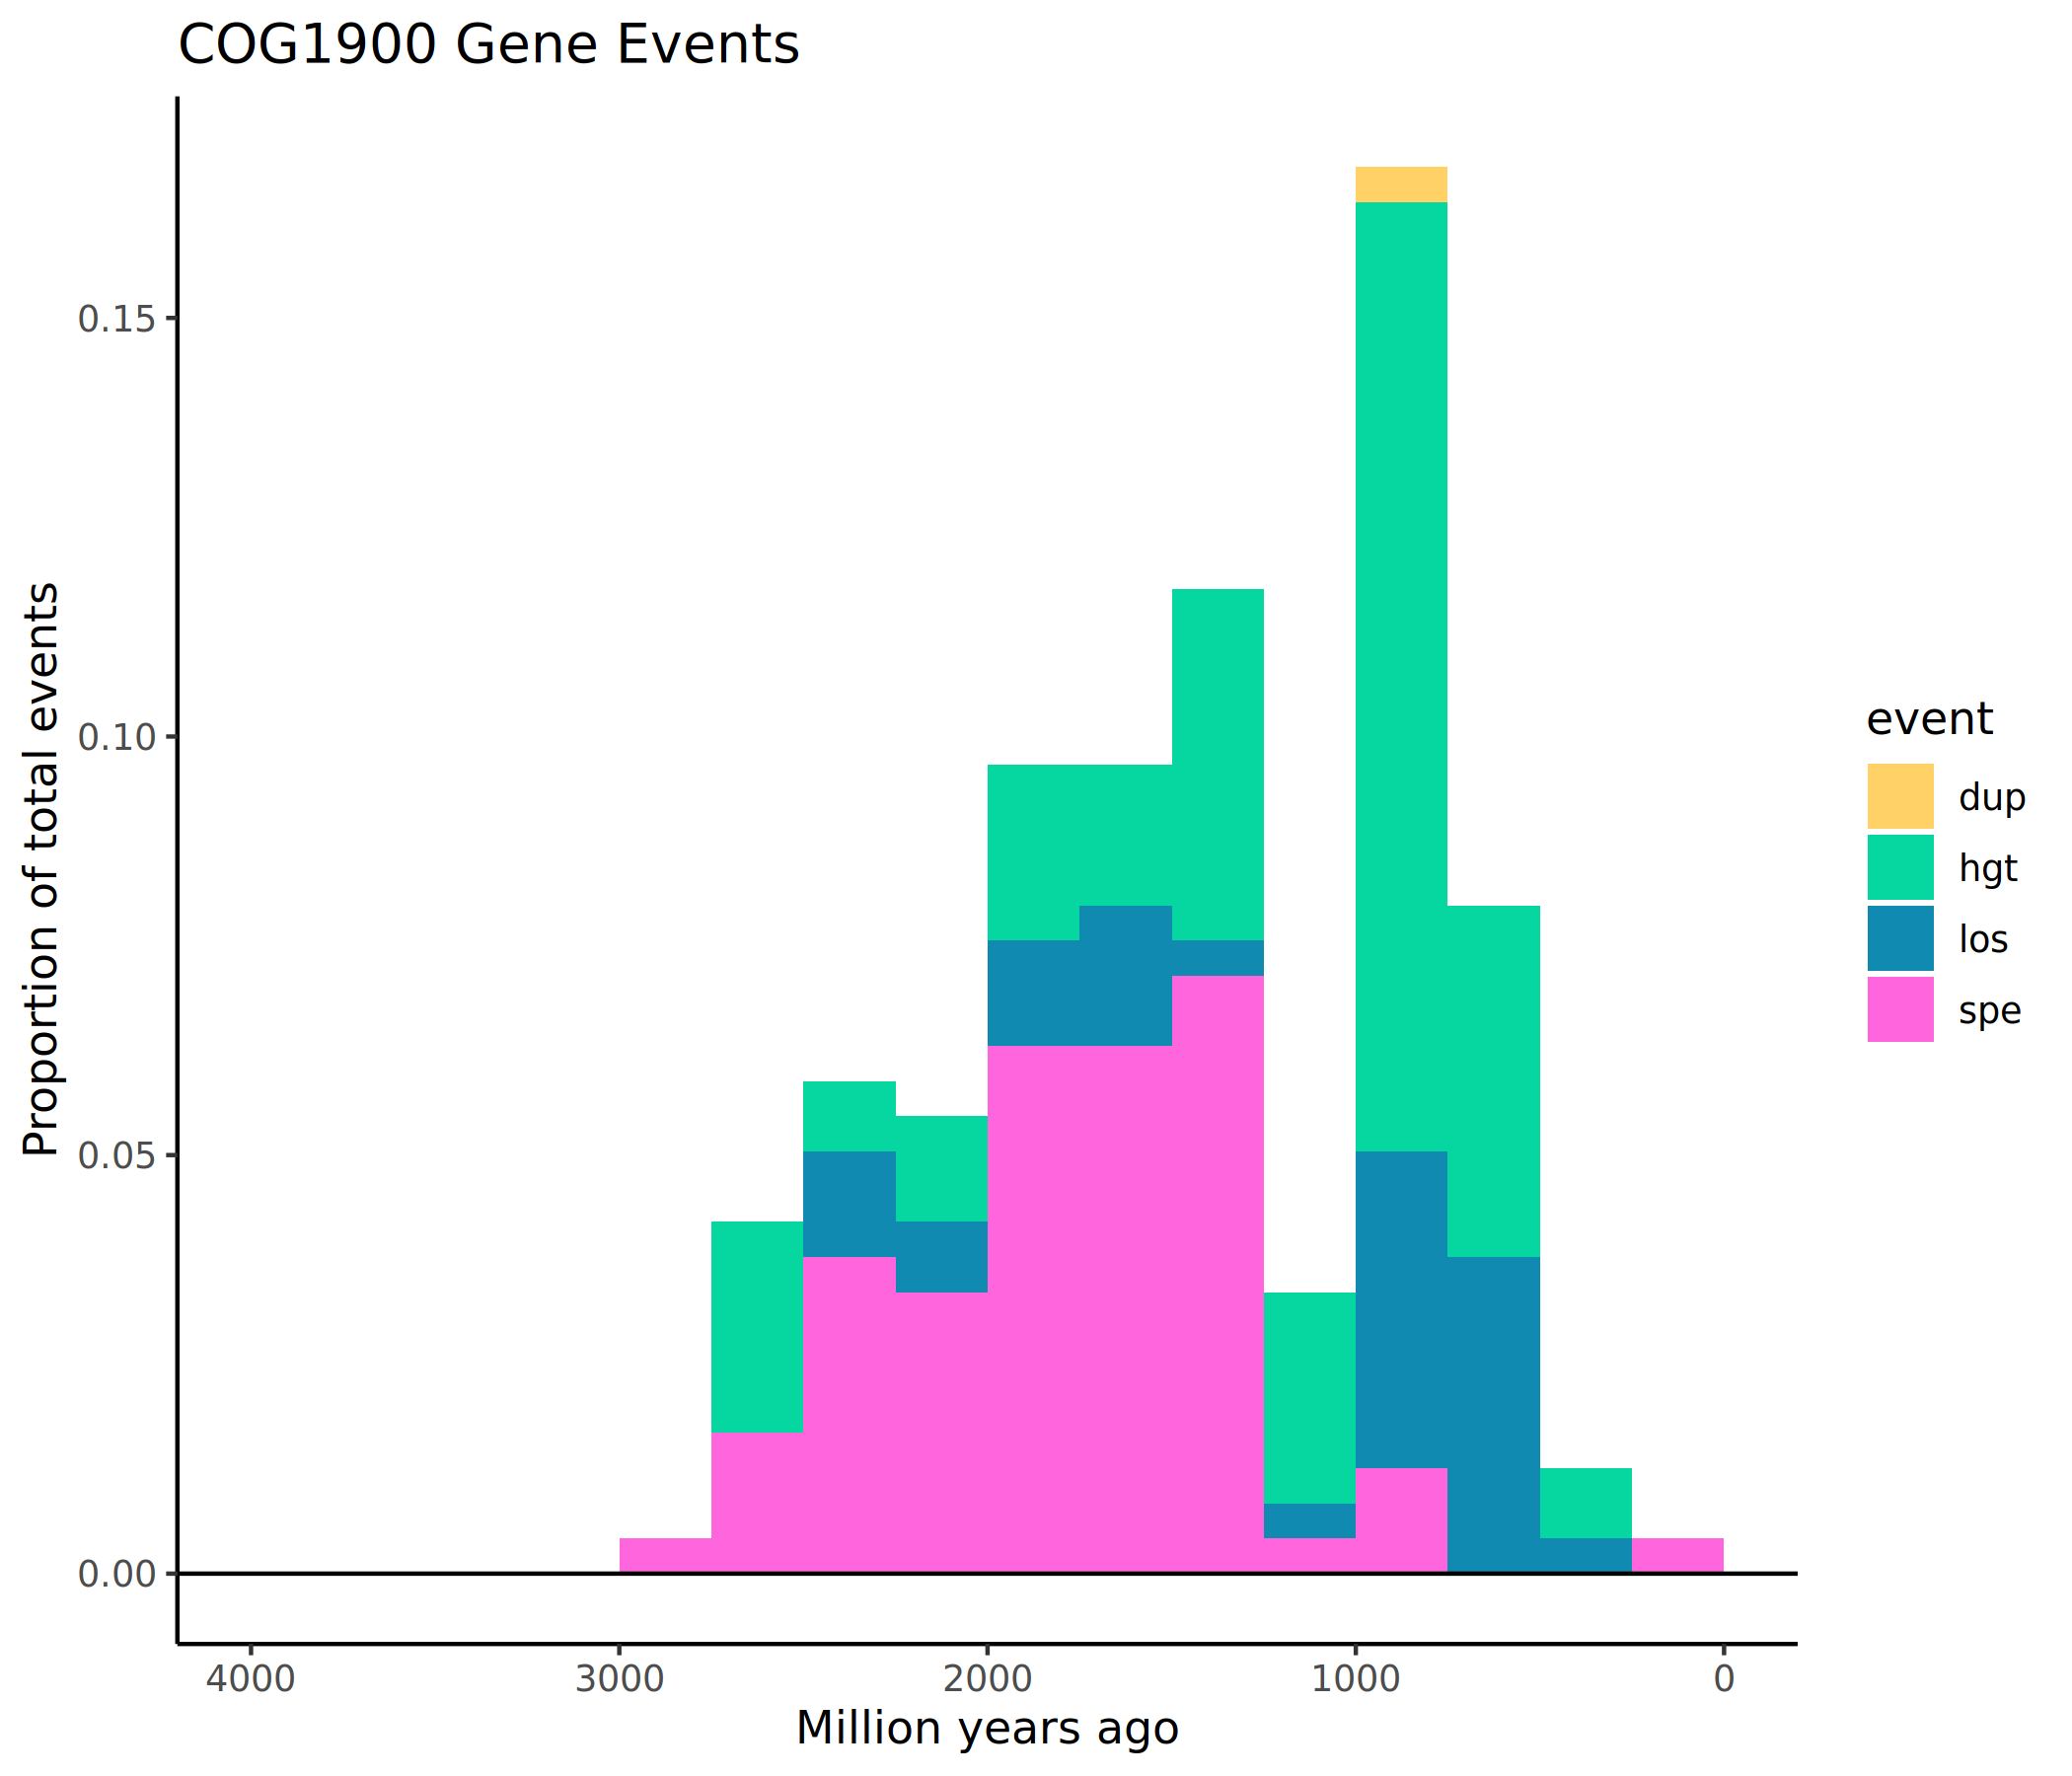 COG1900 Gene Events
Proportion of total events
0.15
0.10
0.05
0.00
4000 3000 2000 1000 0
Million years ago
event
dup
hgt
los
spe